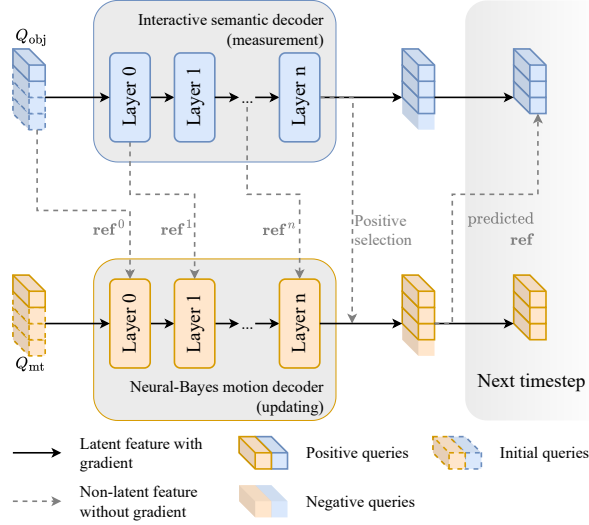 Q_obj
Interactive semantic decoder
(measurement)
Layer 0
Layer 1
...
Layer n
ref^0
ref^1
ref^n
Positive
selection
predicted
ref
Layer 0
Layer 1
...
Layer n
Q_mt
Neural-Bayes motion decoder
(updating)
Next timestep
Latent feature with
gradient
Positive queries
Initial queries
Non-latent feature
without gradient
Negative queries